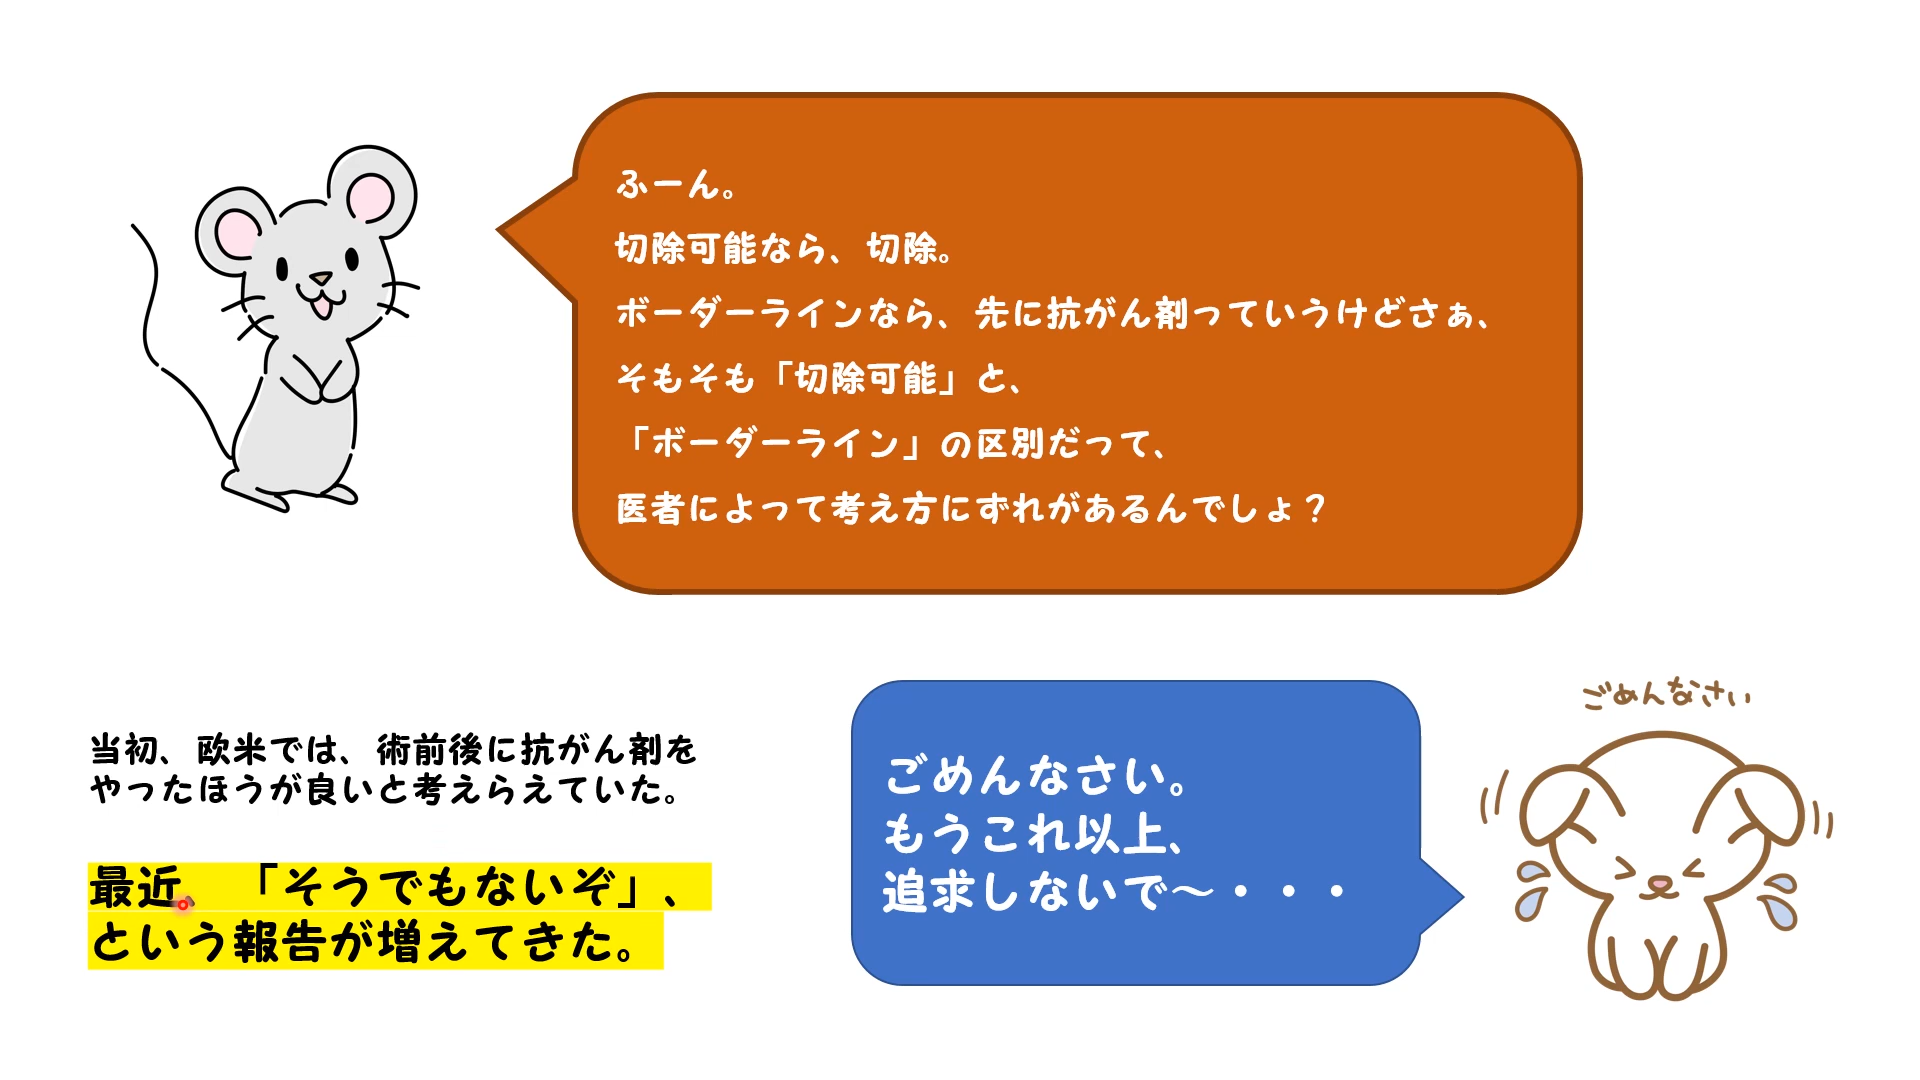 ふーん。
切除可能なら、切除。
ボーダーラインなら、先に抗がん剤っていうけどさぁ、
そもそも「切除可能」と、
「ボーダーライン」の区別だって、
医者によって考え方にずれがあるんでしょ？
当初、欧米では、術前後に抗がん剤を
やったほうが良いと考えらえていた。
最近、「そうでもないぞ」、
という報告が増えてきた。
ごめんなさい。
もうこれ以上、
追求しないで～・・・
ごめんなさい